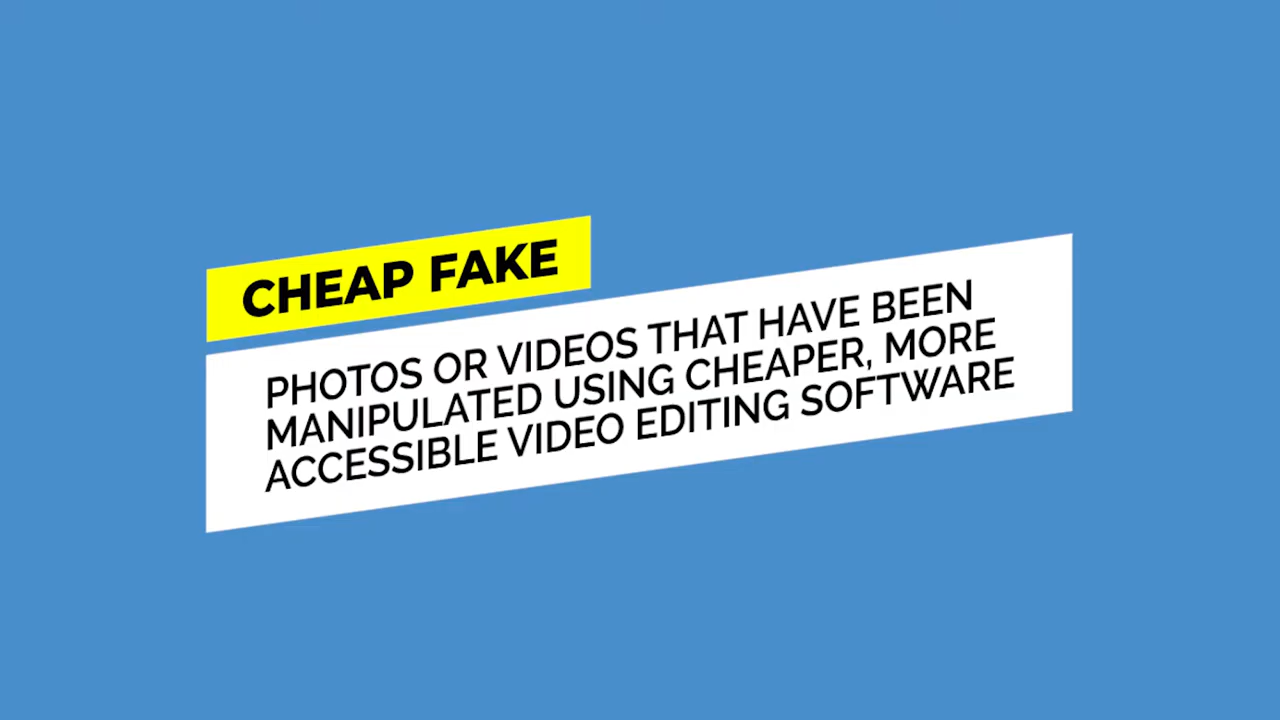 CHEAP FAKE
PHOTOS OR VIDEOS THAT HAVE BEEN
MANIPULATED USING CHEAPER, MORE
ACCESSIBLE VIDEO EDITING SOFTWARE